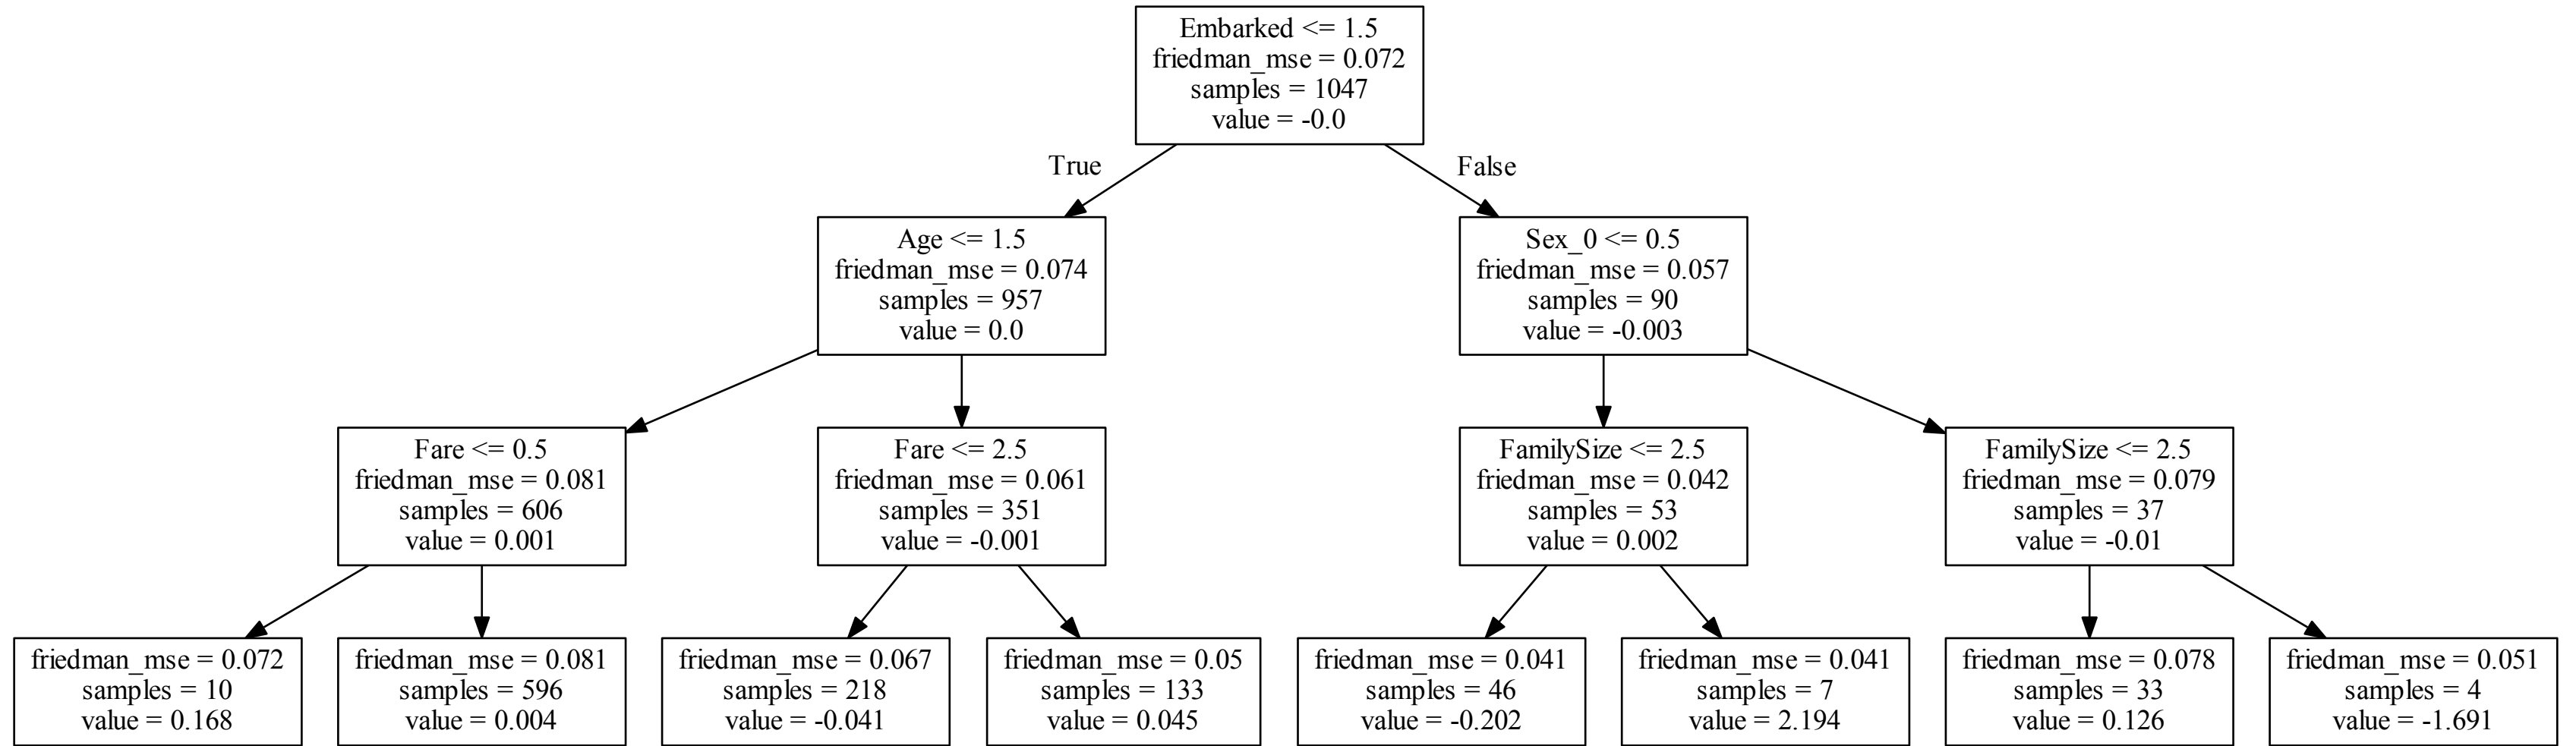 Embarked <= 1.5
friedman_mse = 0.072
samples = 1047
value = -0.0
True
False
Age <= 1.5
friedman_mse = 0.074
samples = 957
value = 0.0
Sex_0 <= 0.5
friedman_mse = 0.057
samples = 90
value = -0.003
Fare <= 0.5
friedman_mse = 0.081
samples = 606
value = 0.001
Fare <= 2.5
friedman_mse = 0.061
samples = 351
value = -0.001
FamilySize <= 2.5
friedman_mse = 0.042
samples = 53
value = 0.002
FamilySize <= 2.5
friedman_mse = 0.079
samples = 37
value = -0.01
friedman_mse = 0.072
samples = 10
value = 0.168
friedman_mse = 0.081
samples = 596
value = 0.004
friedman_mse = 0.067
samples = 218
value = -0.041
friedman_mse = 0.05
samples = 133
value = 0.045
friedman_mse = 0.041
samples = 46
value = -0.202
friedman_mse = 0.041
samples = 7
value = 2.194
friedman_mse = 0.078
samples = 33
value = 0.126
friedman_mse = 0.051
samples = 4
value = -1.691